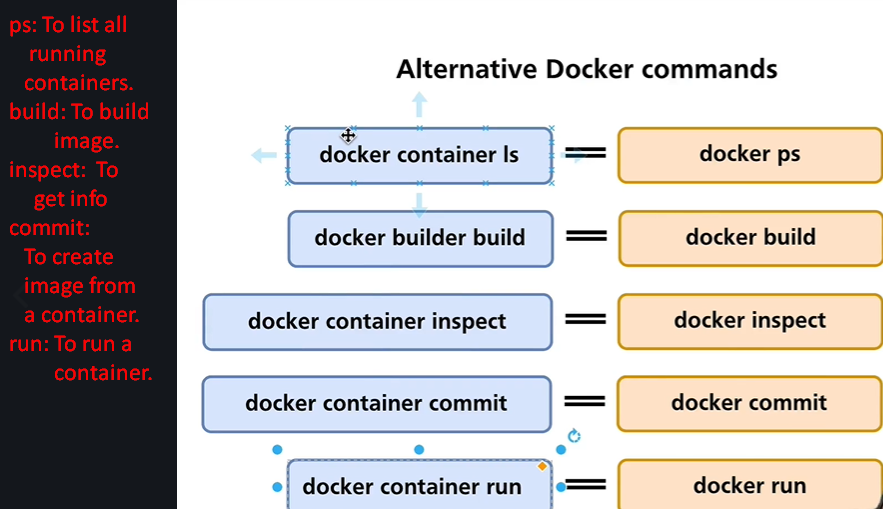 ps: To list all
running
containers.
build: To build
image.
inspect: To
get info
commit:
To create
image from
a container.
run: To run a
container.
Alternative Docker commands
docker container ls
docker ps
docker builder build
docker build
docker container inspect
docker inspect
docker container commit
docker commit
docker container run
docker run